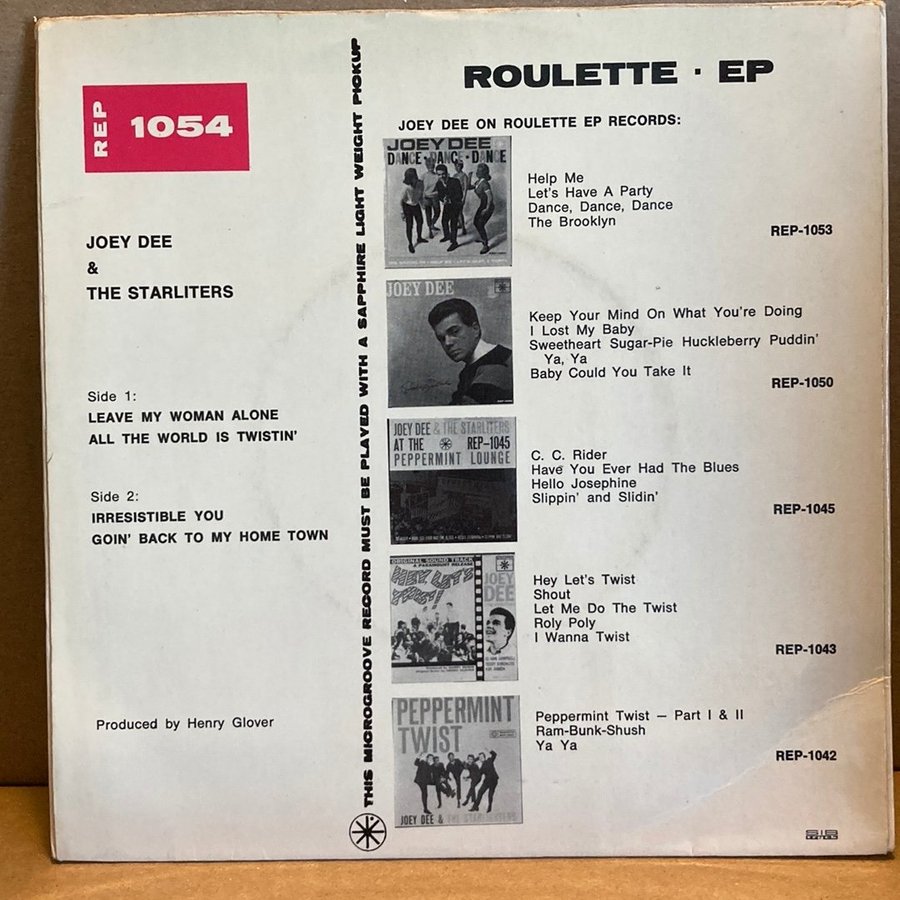 REP 1054
JOEY DEE
&
THE STARLITERS
Side 1:
LEAVE MY WOMAN ALONE
ALL THE WORLD IS TWISTIN'
Side 2:
IRRESISTIBLE YOU
GOIN' BACK TO MY HOME TOWN
Produced by Henry Glover
THIS MICROGROOVE RECORD MUST BE PLAYED WITH A SAPPHIRE LIGHT WEIGHT PICKUP
ROULETTE · EP
JOEY DEE ON ROULETTE EP RECORDS:
JOEY DEE
DANCE·DANCE·DANCE
Help Me
Let's Have A Party
Dance, Dance, Dance
The Brooklyn
REP-1053
JOEY DEE
Keep Your Mind On What You're Doing
I Lost My Baby
Sweetheart Sugar-Pie Huckleberry Puddin'
Ya, Ya
Baby Could You Take It
REP-1050
JOEY DEE & THE STARLITERS
AT THE REP-1045
PEPPERMINT LOUNGE
C. C. Rider
Have You Ever Had The Blues
Hello Josephine
Slippin' and Slidin'
REP-1045
ORIGINAL SOUND TRACK
A PARAMOUNT RELEASE
HEY, LET'S
TWIST!
JOEY
DEE
Hey Let's Twist
Shout
Let Me Do The Twist
Roly Poly
I Wanna Twist
REP-1043
PEPPERMINT
TWIST
JOEY DEE & THE STARLITERS
Peppermint Twist — Part I & II
Ram-Bunk-Shush
Ya Ya
REP-1042